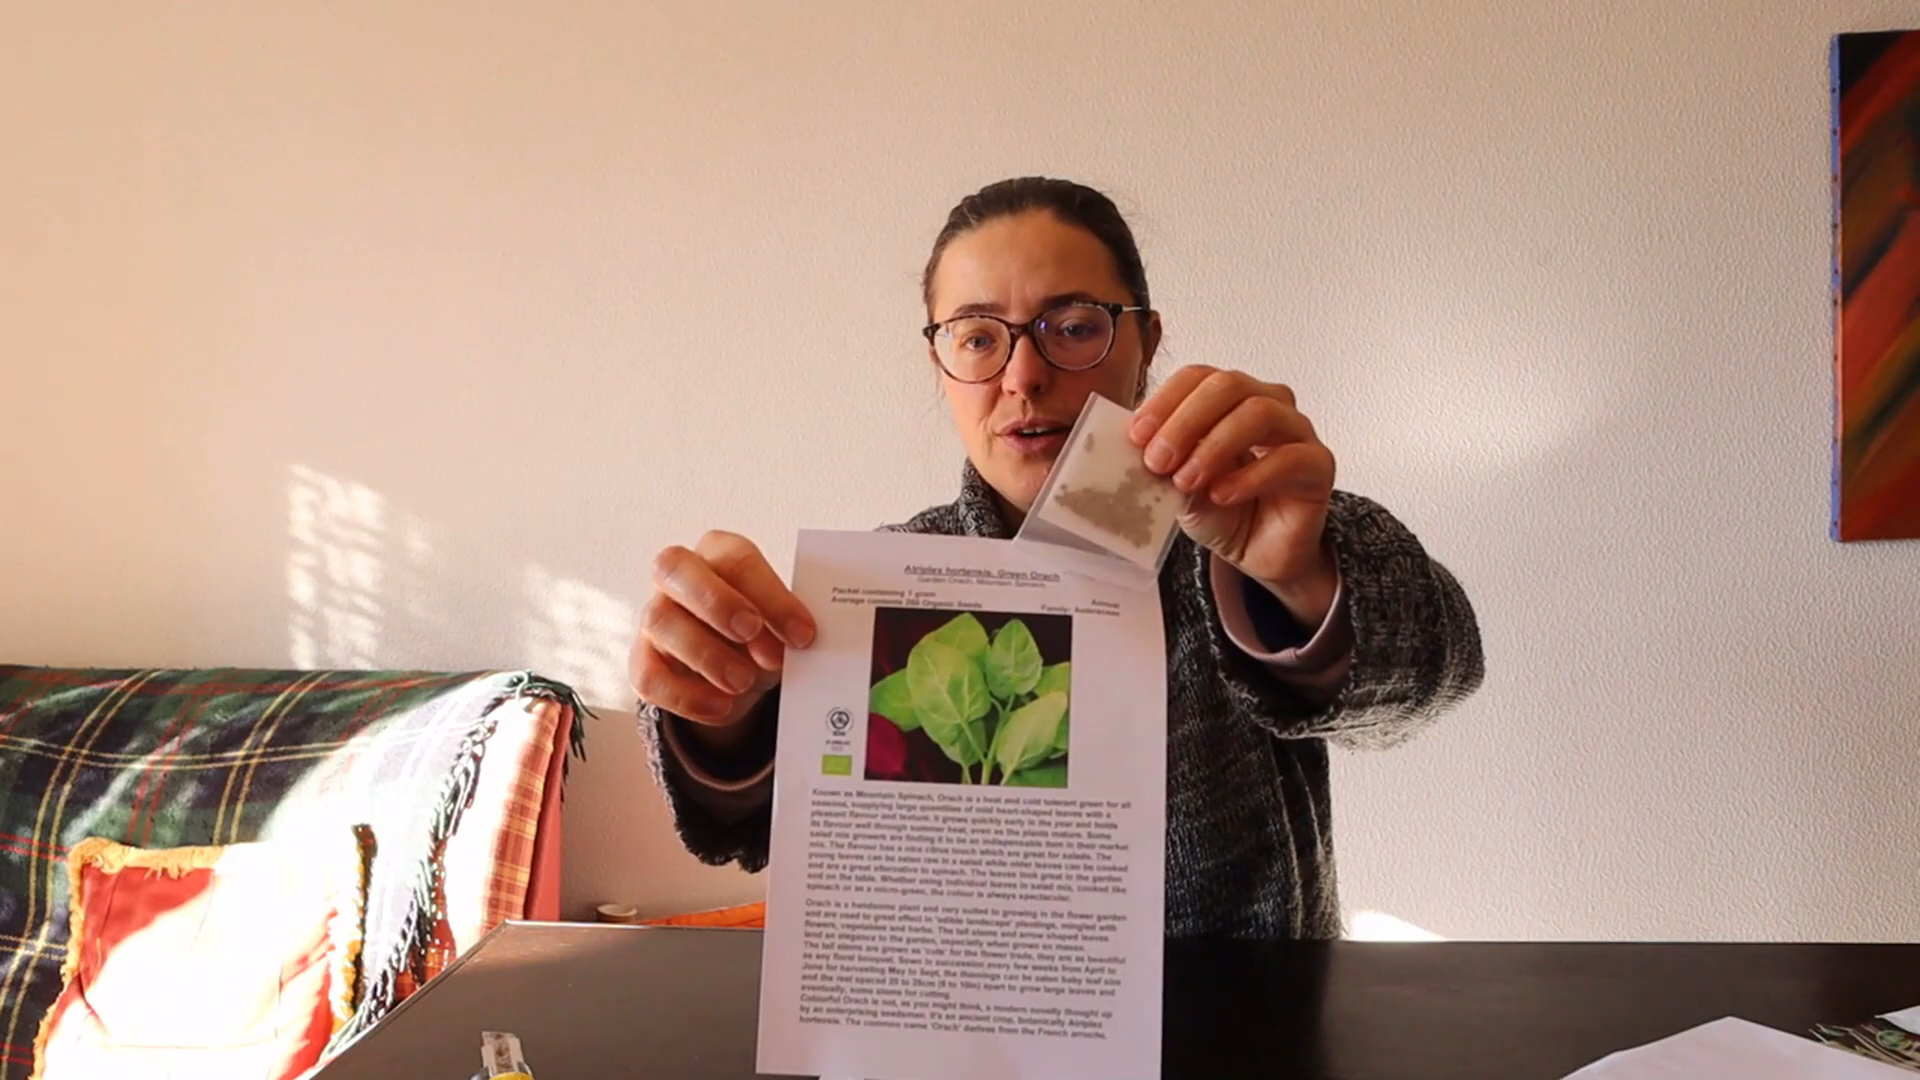 Atriplex hortensis, Green Orach
Garden Orach, Mountain Spinach
Packet containing 1 gram
Annual
Average contents 250 Organic Seeds
Family: Asteraceae
Known as Mountain Spinach, Orach is a heat and cold tolerant green for all
seasons, supplying large quantities of mild heart-shaped leaves with a
pleasant flavour and texture. It grows quickly early in the year and holds
its flavour well through summer heat, even as the plants mature. Some
salad mix growers are finding it to be an indispensable item in their market
mix. The flavour has a nice citrus touch which are great for salads. The
young leaves can be eaten raw in a salad while older leaves can be cooked
and are a great alternative to spinach. The leaves look great in the garden
and on the table. Whether using individual leaves in salad mix, cooked like
spinach or as a micro-green, the colour is always spectacular.
Orach is a handsome plant and very suited to growing in the flower garden
and are used to great effect in 'edible landscape' plantings, mingled with
flowers, vegetables and herbs. The tall stems and arrow shaped leaves
lend an elegance to the garden, especially when grown en masse.
The tall stems are grown as 'cuts' for the flower trade, they are as beautiful
as any floral bouquet. Sown in succession every few weeks from April to
June for harvesting May to Sept, the thinnings can be eaten baby leaf size
and the rest spaced 20 to 25cm (8 to 10in) apart to grow large leaves and
eventually, some stems for cutting.
Colourful Orach is not, as you might think, a modern novelty thought up
by an enterprising seedsman. It's an ancient crop, botanically Atriplex
hortensis. The common name 'Orach' derives from the French arroche,